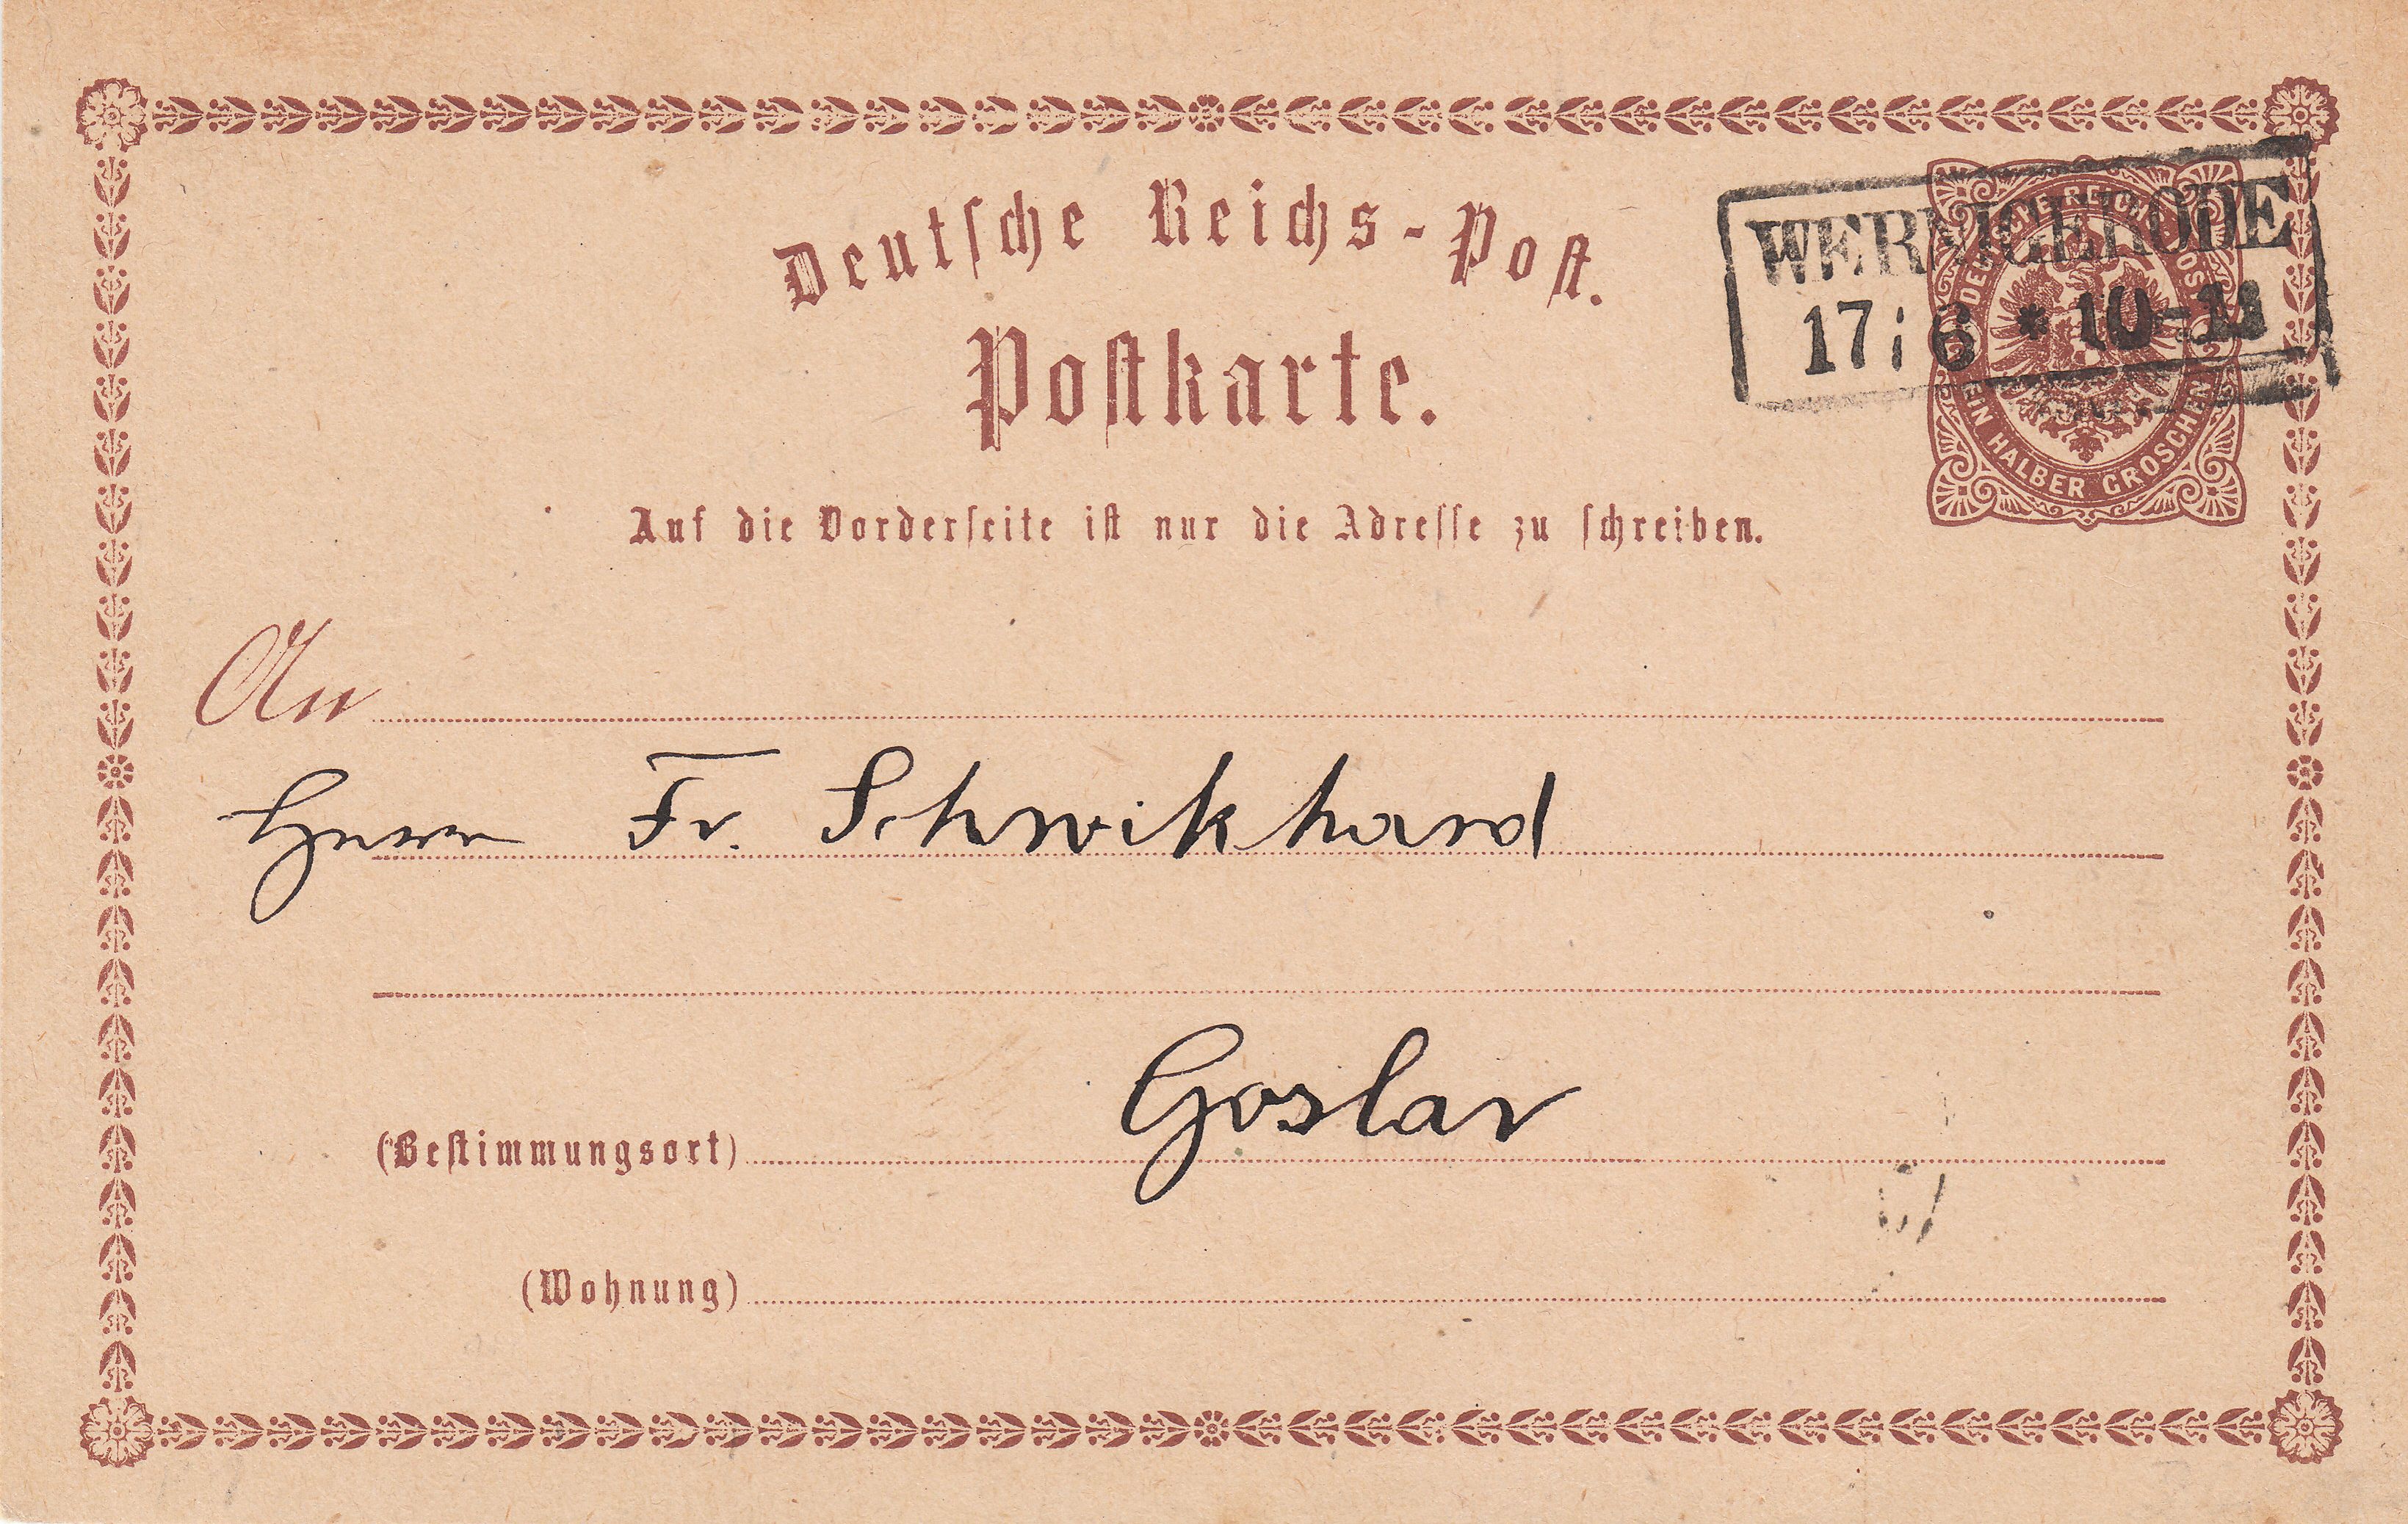 Deutsche Reichs-Post.
Postkarte.
WERNIGERODE
17 6 * 10-11
DEUTSCHE REICHS POST
EIN HALBER GROSCHEN
Auf die Vorderseite ist nur die Adresse zu schreiben.
An
Herrn Fr. Schwikhard
Goslar
(Bestimmungsort)
(Wohnung)